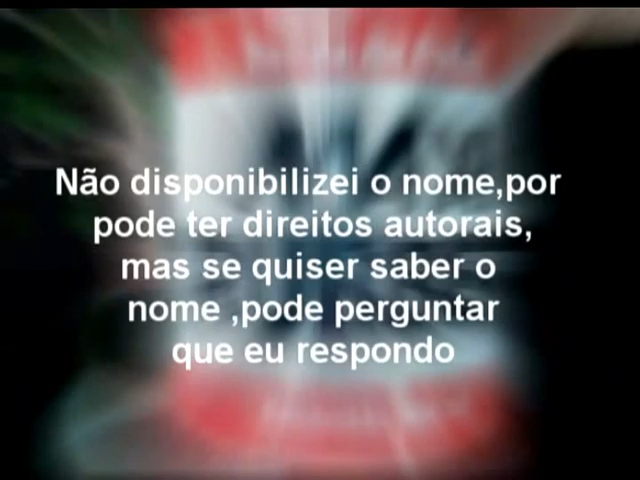 Não disponibilizei o nome,por
pode ter direitos autorais,
mas se quiser saber o
nome ,pode perguntar
que eu respondo